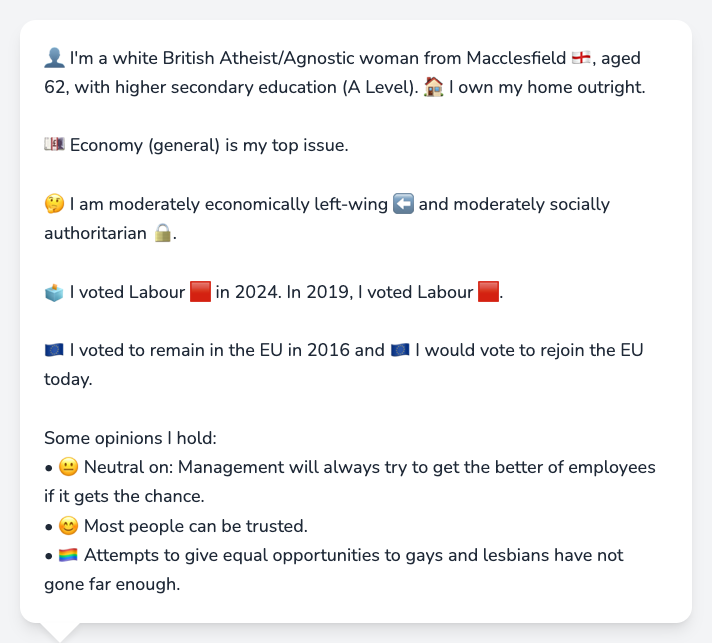 👤 I'm a white British Atheist/Agnostic woman from Macclesfield 🏴󠁧󠁢󠁥󠁮󠁧󠁿, aged
62, with higher secondary education (A Level). 🏠 I own my home outright.
💷 Economy (general) is my top issue.
🤔 I am moderately economically left-wing ⬅️ and moderately socially
authoritarian 🔒.
🗳️ I voted Labour 🟥 in 2024. In 2019, I voted Labour 🟥.
🇪🇺 I voted to remain in the EU in 2016 and 🇪🇺 I would vote to rejoin the EU
today.
Some opinions I hold:
• 😐 Neutral on: Management will always try to get the better of employees
if it gets the chance.
• 😊 Most people can be trusted.
• 🏳️‍🌈 Attempts to give equal opportunities to gays and lesbians have not
gone far enough.